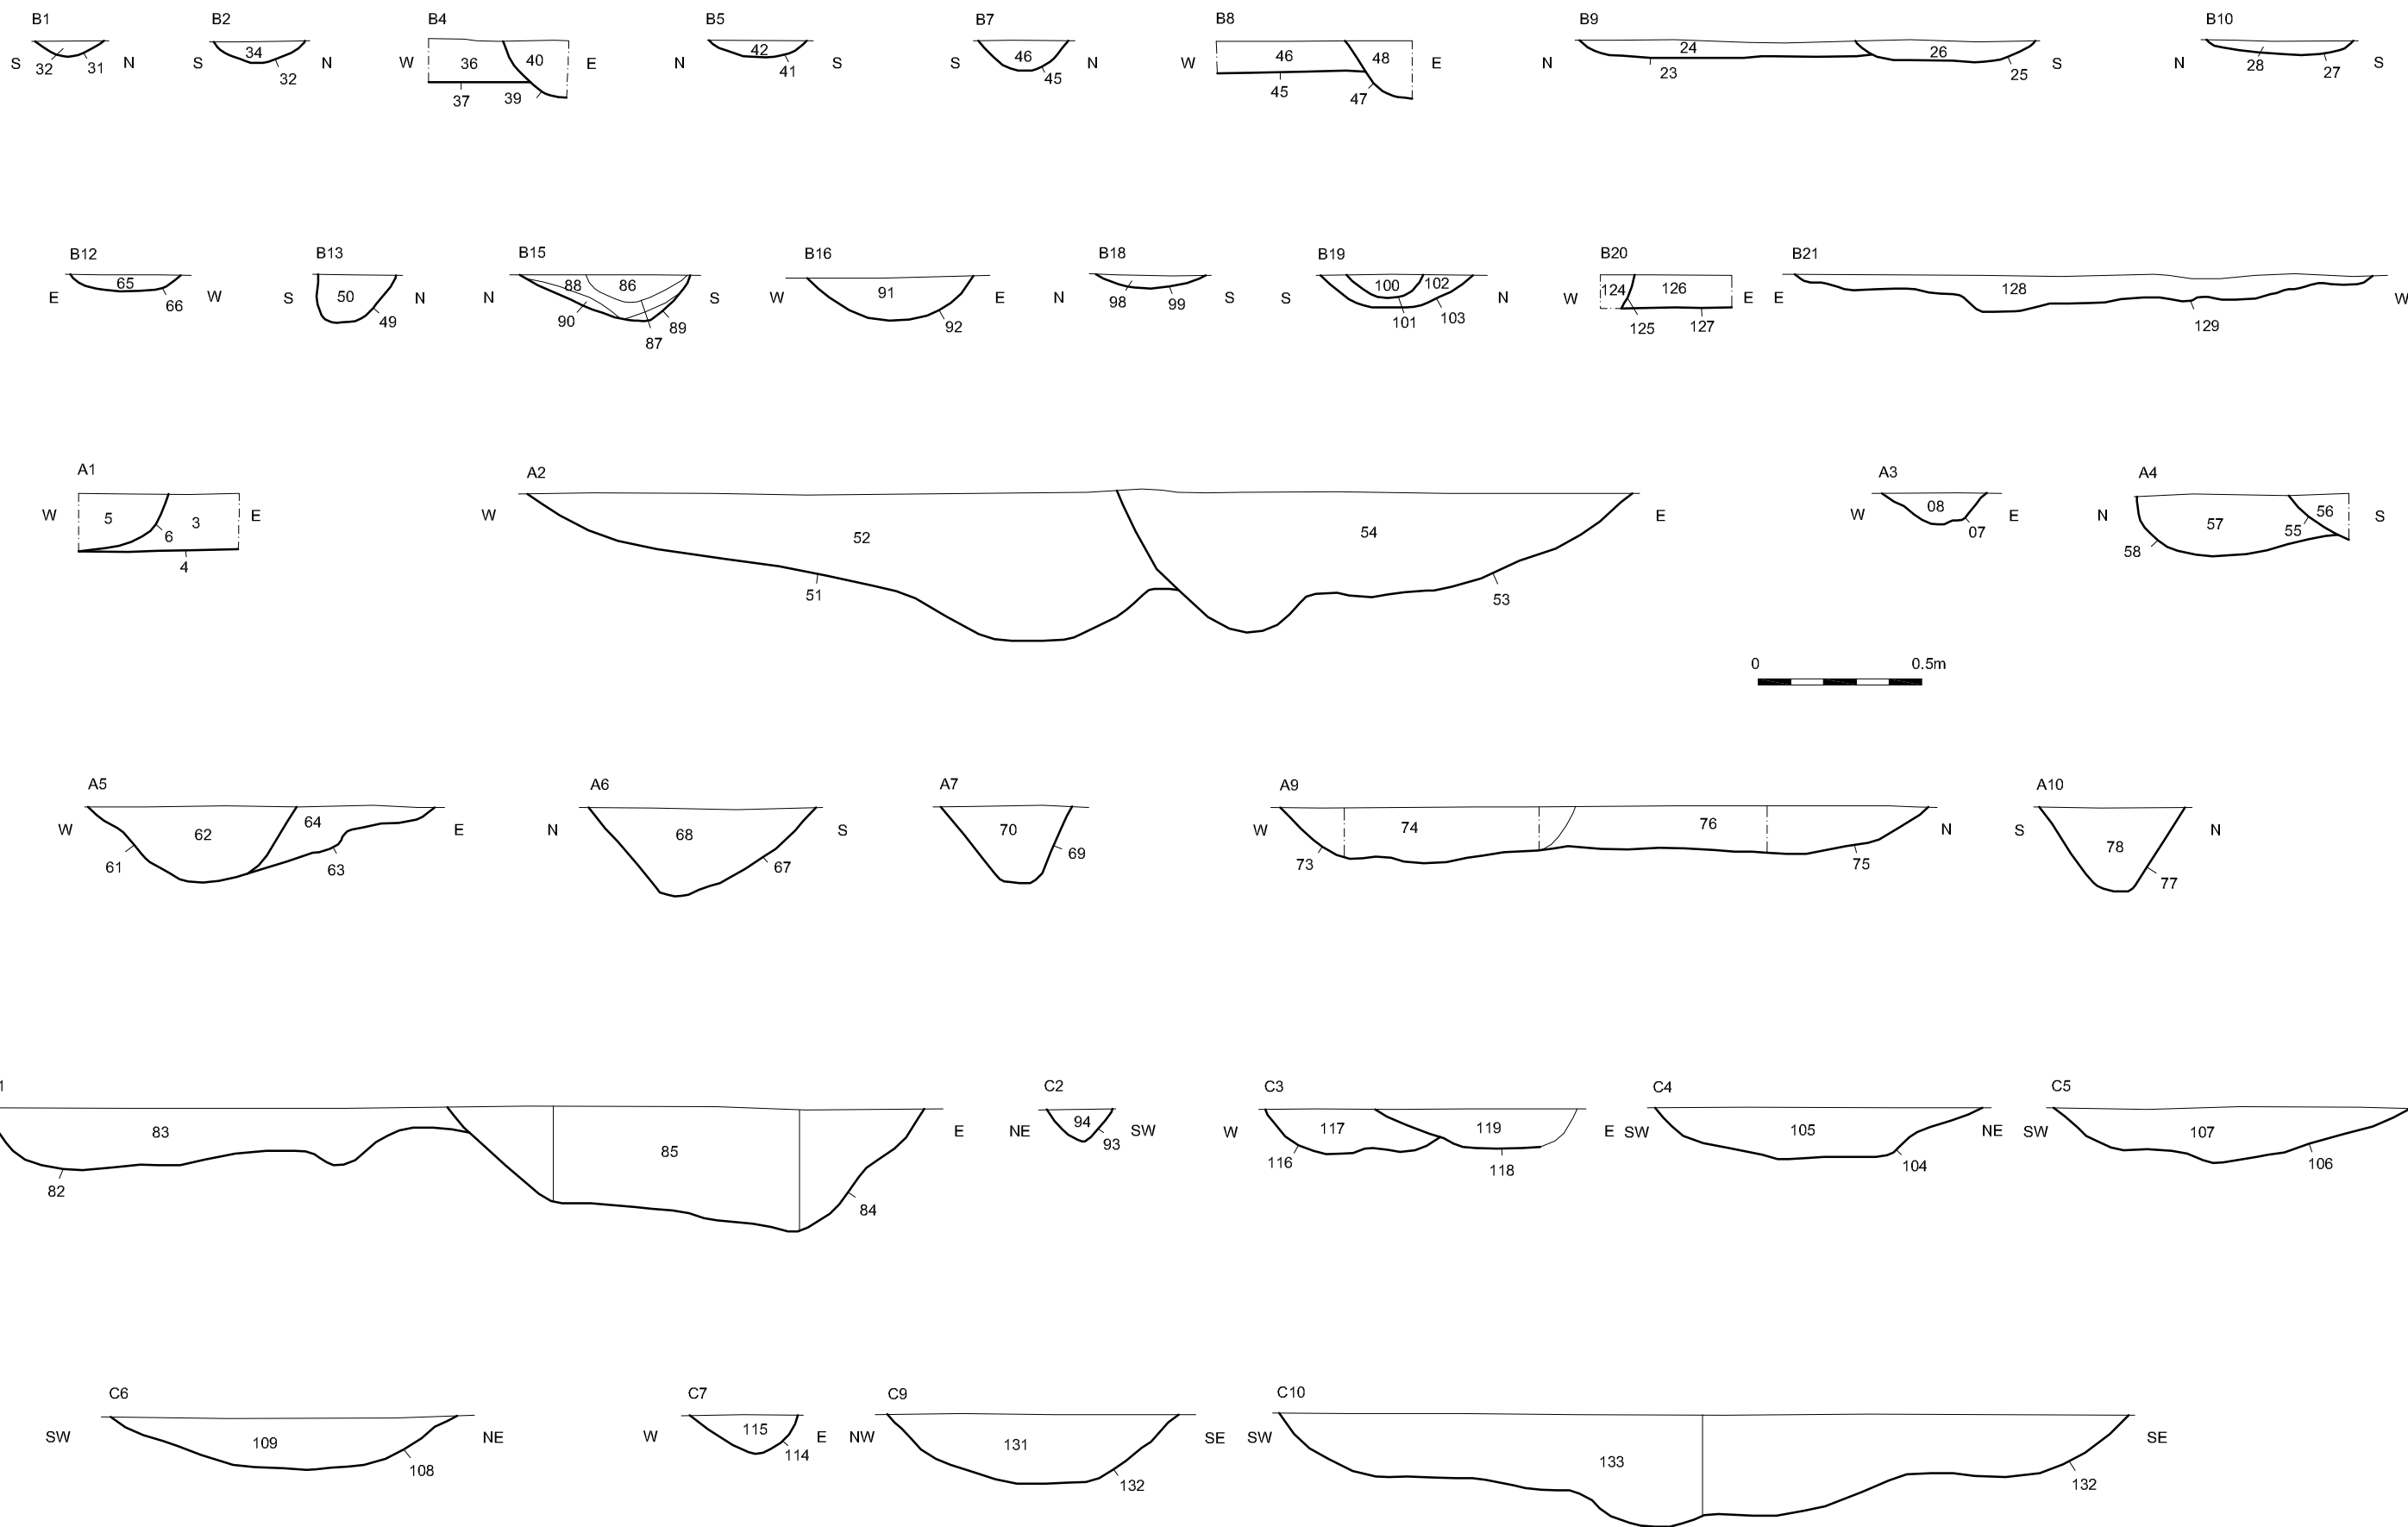 B1 B2 B4 B5 B7 B8 B9 B10
S 32 31 N S 34 32 N W 36 37 39 40 E N 42 41 S S 46 45 N W 46 45 47 48 E N 24 23 26 25 S N 28 27 S
B12 B13 B15 B16 B18 B19 B20 B21
E 65 66 W S 50 49 N N 88 90 86 87 89 S W 91 92 E N 98 99 S S 100 101 102 103 N W 124 125 126 127 E E 128 129 W
A1 A2 A3 A4
W 5 6 3 4 E W 52 51 54 53 E W 08 07 E N 58 57 55 56 S
0 0.5m
A5 A6 A7 A9 A10
W 61 62 64 63 E N 68 67 S 70 69 W 73 74 76 75 N S 78 77 N
1 C2 C3 C4 C5
83 82 85 84 E NE 94 93 SW W 116 117 119 118 E SW 105 104 NE SW 107 106
C6 C7 C9 C10
SW 109 108 NE W 115 114 E NW 131 132 SE SW 133 132 SE